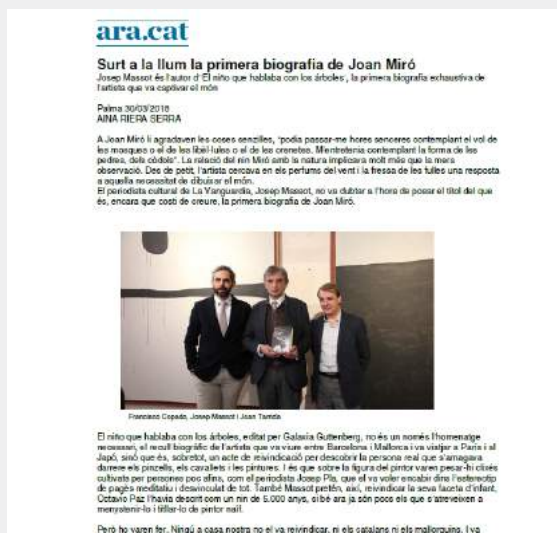 ara.cat
Surt a la llum la primera biografia de Joan Miró
Josep Massot és l'autor d'El niño que hablaba con los árboles', la primera biografia exhaustiva de
l'artista que va captivar el món
Palma 30/03/2018
AINA RIERA SERRA
A Joan Miró li agradaven les coses senzilles, "podia passar-me hores senceres contemplant el vol de
les mosques o el de les libèl·lules o el de les orenetes. M'entretenia contemplant la forma de les
pedres, dels còdols". La relació del nin Miró amb la natura implicava molt més que la mera
observació. Des de petit, l'artista cercava en els perfums del vent i la fressa de les fulles una resposta
a aquella necessitat de dibuixar el món.
El periodista cultural de La Vanguardia, Josep Massot, no va dubtar a l'hora de posar el títol del que
és, encara que costi de creure, la primera biografia de Joan Miró.
Francisco Copado, Josep Massot i Joan
El niño que hablaba con los árboles, editat per Galaxia Guttenberg, no és un només l'homenatge
necessari, el recull biogràfic de l'artista que va viure entre Barcelona i Mallorca i va viatjar a París i al
Japó, sinó que és, sobretot, un acte de reivindicació per descobrir la persona real que s'amagava
darrere els pinzells, els cavallets i les pintures. I és que sobre la figura del pintor varen pesar-hi clixés
cultivats per persones poc afins, com el periodista Josep Pla, que el va voler encabir dins l'estereotip
de pagès meditatiu i desvinculat de tot. També Massot pretén, així, reivindicar la seva faceta d'infant,
Octavio Paz l'havia descrit com un nin de 5.000 anys, si bé ara ja són pocs els que s'atreveixen a
menystenir-lo i titllar-lo de pintor naïf.
Però ho varen fer. Ningú a casa nostra no el va reivindicar, ni els catalans ni els mallorquins. I va